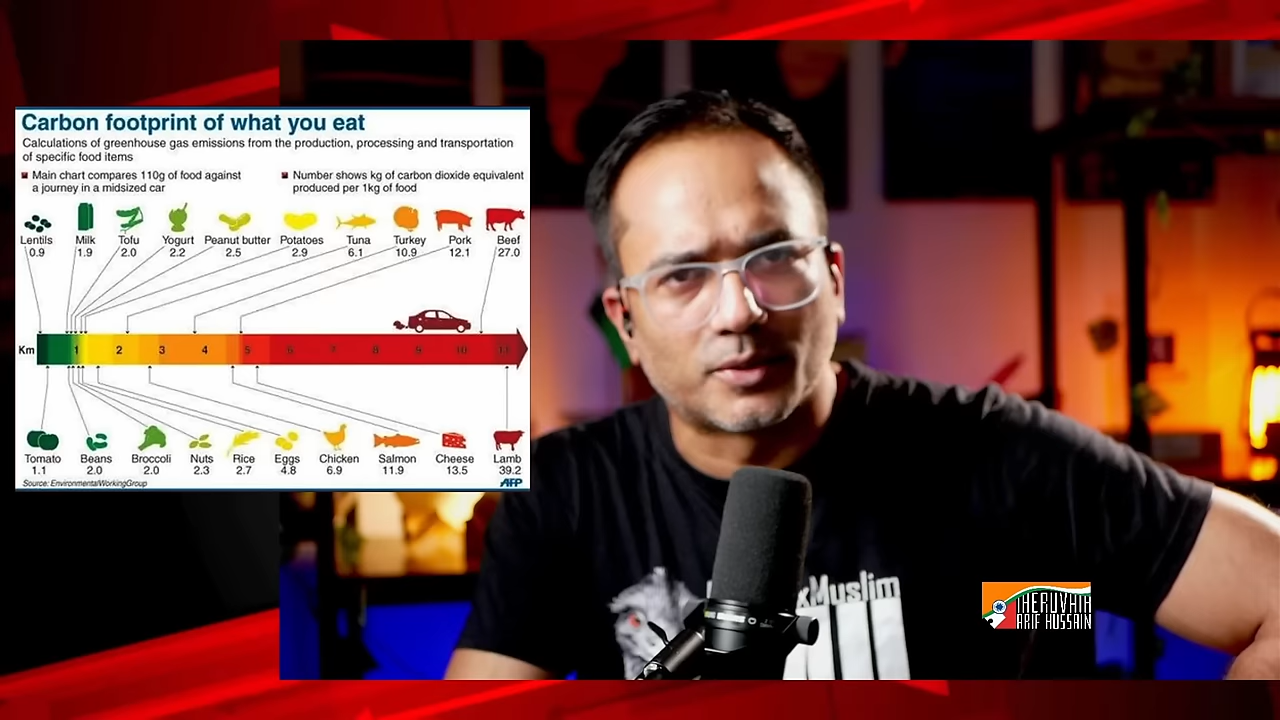 Carbon footprint of what you eat
Calculations of greenhouse gas emissions from the production, processing and transportation
of specific food items
Main chart compares 110g of food against
a journey in a midsized car
Number shows kg of carbon dioxide equivalent
produced per 1kg of food
Lentils Milk Tofu Yogurt Peanut butter Potatoes Tuna Turkey Pork Beef
0.9 1.9 2.0 2.2 2.5 2.9 6.1 10.9 12.1 27.0
Km 1 2 3 4 5 6 7 8 9 10 11
Tomato Beans Broccoli Nuts Rice Eggs Chicken Salmon Cheese Lamb
1.1 2.0 2.0 2.3 2.7 4.8 6.9 11.9 13.5 39.2
Source: EnvironmentalWorkingGroup
AFP
xMuslim
THERUVATH
ARIF HUSSAIN